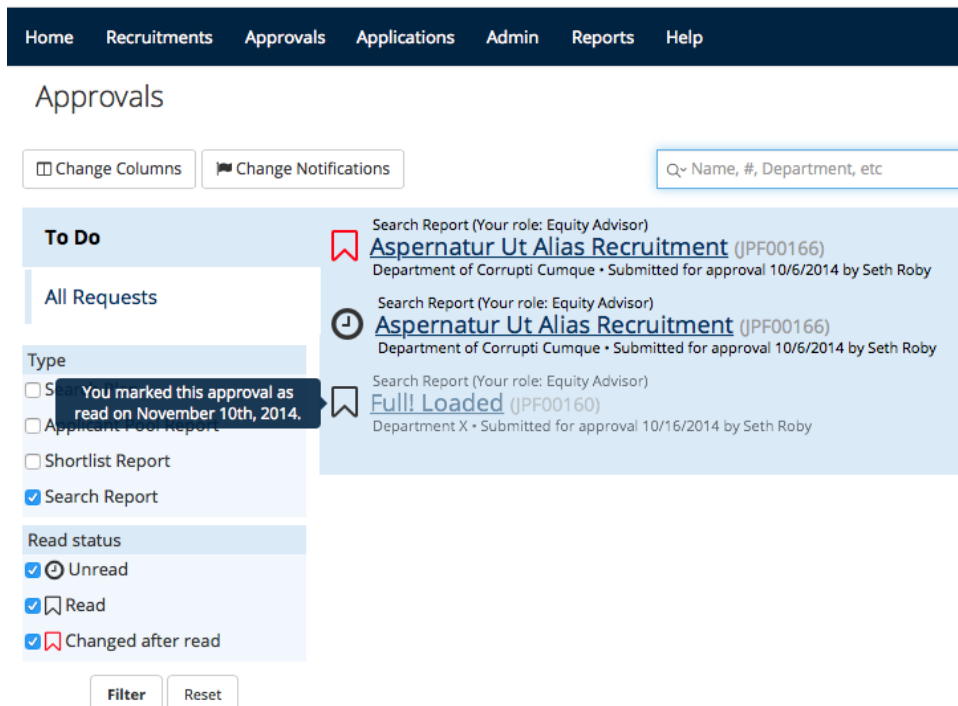 Home Recruitments Approvals Applications Admin Reports Help
Approvals
Change Columns
Change Notifications
Name, #, Department, etc
To Do
All Requests
Type
You marked this approval as
read on November 10th, 2014.
Applicant Pool Report
Shortlist Report
Search Report
Read status
Unread
Read
Changed after read
Filter
Reset
Search Report (Your role: Equity Advisor)
Aspernatur Ut Alias Recruitment (JPF00166)
Department of Corrupti Cumque • Submitted for approval 10/6/2014 by Seth Roby
Search Report (Your role: Equity Advisor)
Aspernatur Ut Alias Recruitment (JPF00166)
Department of Corrupti Cumque • Submitted for approval 10/6/2014 by Seth Roby
Search Report (Your role: Equity Advisor)
Full! Loaded (JPF00160)
Department X • Submitted for approval 10/16/2014 by Seth Roby